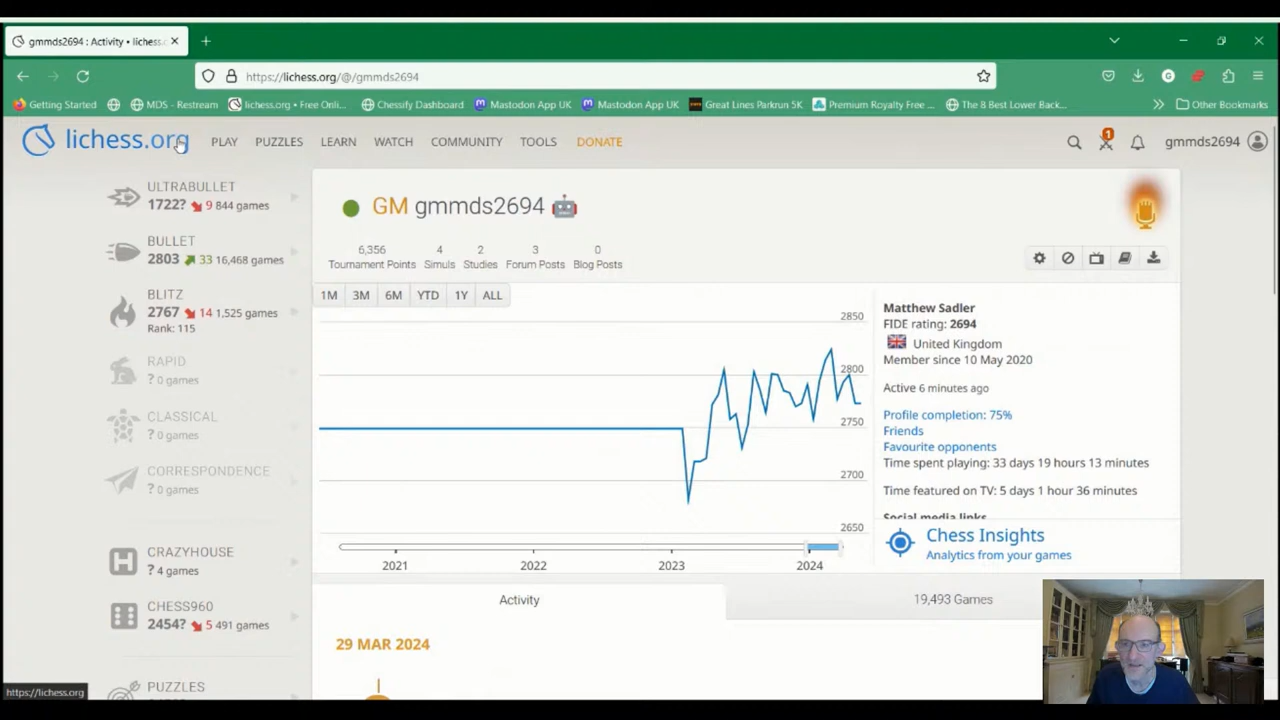 gmmds2694 : Activity • lichess.
https://lichess.org/@/gmmds2694
Getting Started
MDS - Restream
lichess.org • Free Onli...
Chessify Dashboard
Mastodon App UK
Mastodon App UK
Great Lines Parkrun 5K
Premium Royalty Free ...
The 8 Best Lower Back...
Other Bookmarks
lichess.org PLAY PUZZLES LEARN WATCH COMMUNITY TOOLS DONATE
1
gmmds2694
ULTRABULLET
1722? 9 844 games
BULLET
2803 33 16,468 games
BLITZ
2767 14 1,525 games
Rank: 115
RAPID
? 0 games
CLASSICAL
? 0 games
CORRESPONDENCE
? 0 games
CRAZYHOUSE
? 4 games
CHESS960
2454? 5 491 games
PUZZLES
GM gmmds2694
6,356 4 2 3 0
Tournament Points Simuls Studies Forum Posts Blog Posts
1M 3M 6M YTD 1Y ALL
2850
2800
2750
2700
2650
2021 2022 2023 2024
Matthew Sadler
FIDE rating: 2694
United Kingdom
Member since 10 May 2020
Active 6 minutes ago
Profile completion: 75%
Friends
Favourite opponents
Time spent playing: 33 days 19 hours 13 minutes
Time featured on TV: 5 days 1 hour 36 minutes
Social media links
Chess Insights
Analytics from your games
Activity 19,493 Games
29 MAR 2024
https://lichess.org